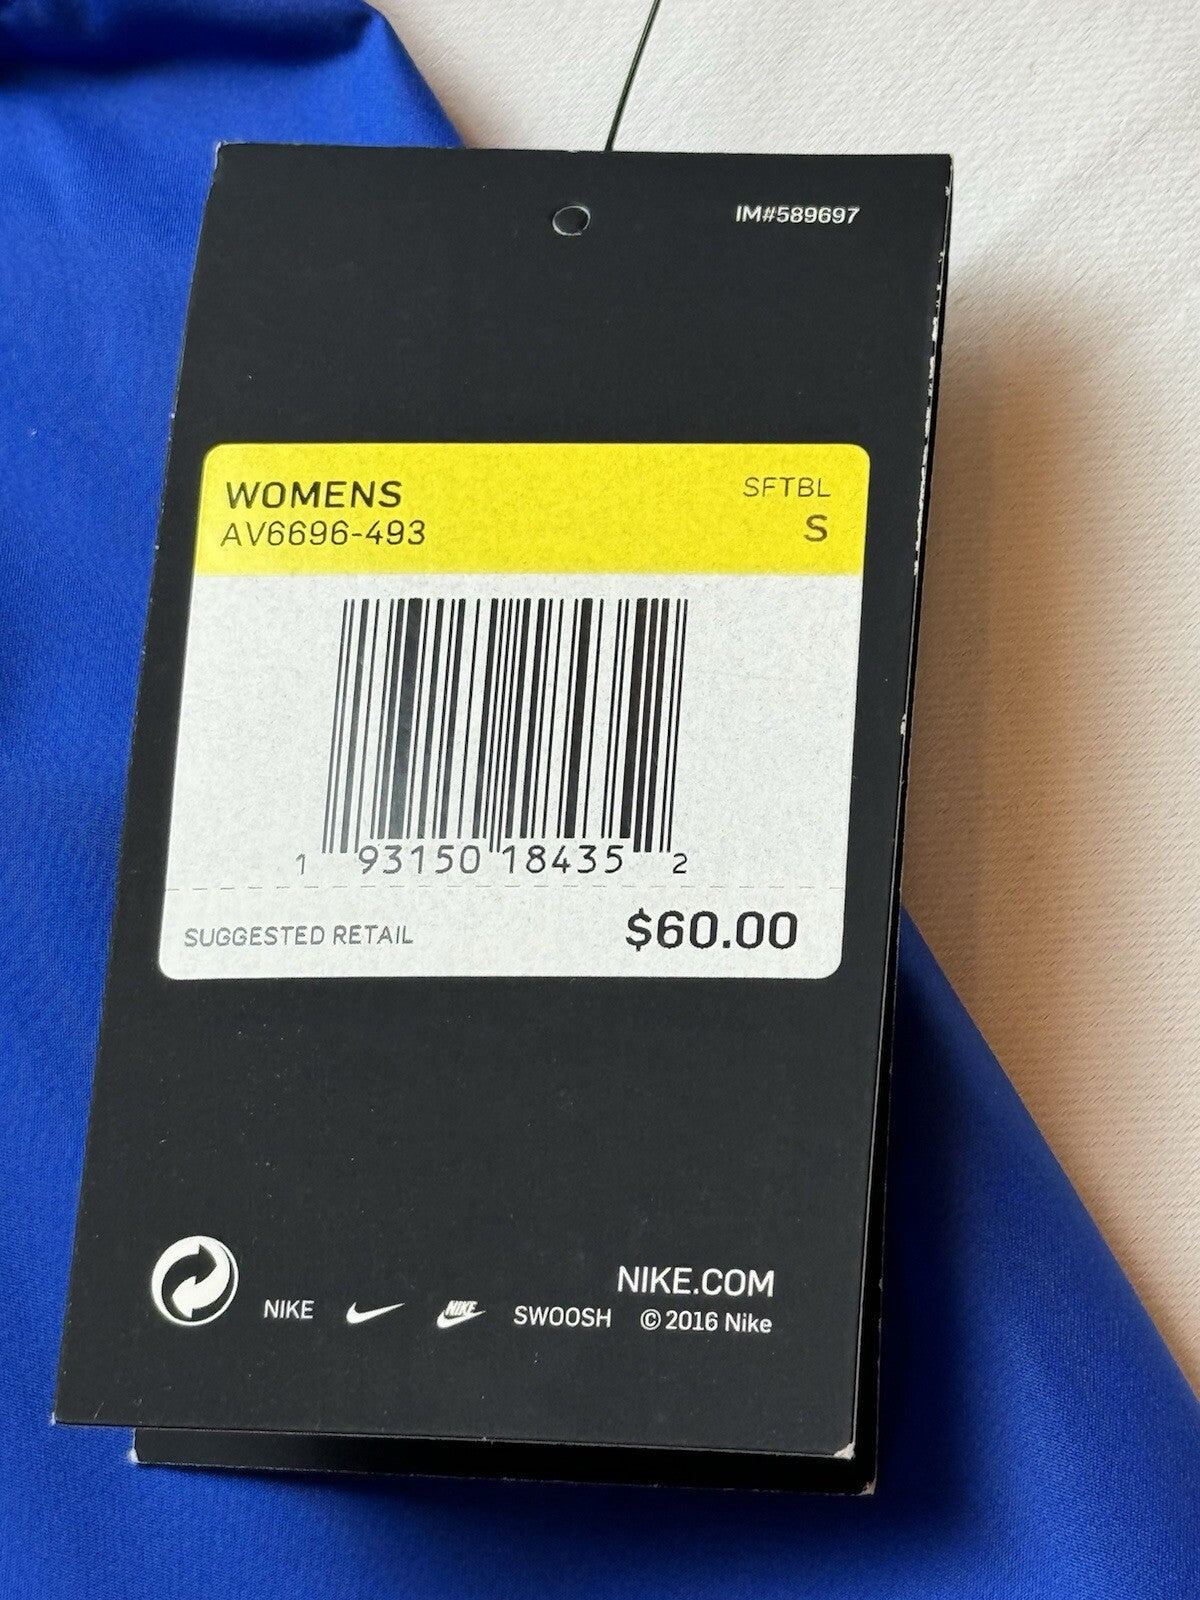 IM#589697
WOMENS SFTBL
AV6696-493 S
1 93150 18435 2
SUGGESTED RETAIL $60.00
NIKE.COM
NIKE NIKE SWOOSH © 2016 Nike